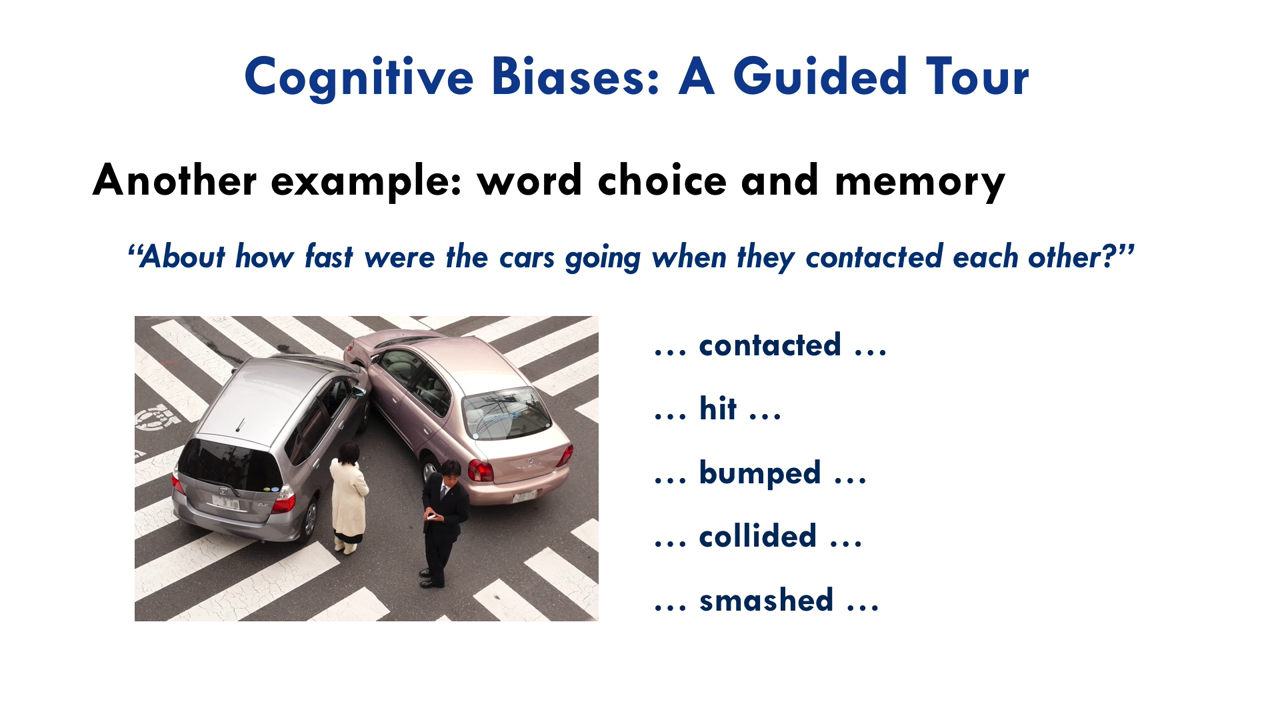 Cognitive Biases: A Guided Tour
Another example: word choice and memory
“About how fast were the cars going when they contacted each other?”
… contacted …
… hit …
… bumped …
… collided …
… smashed …